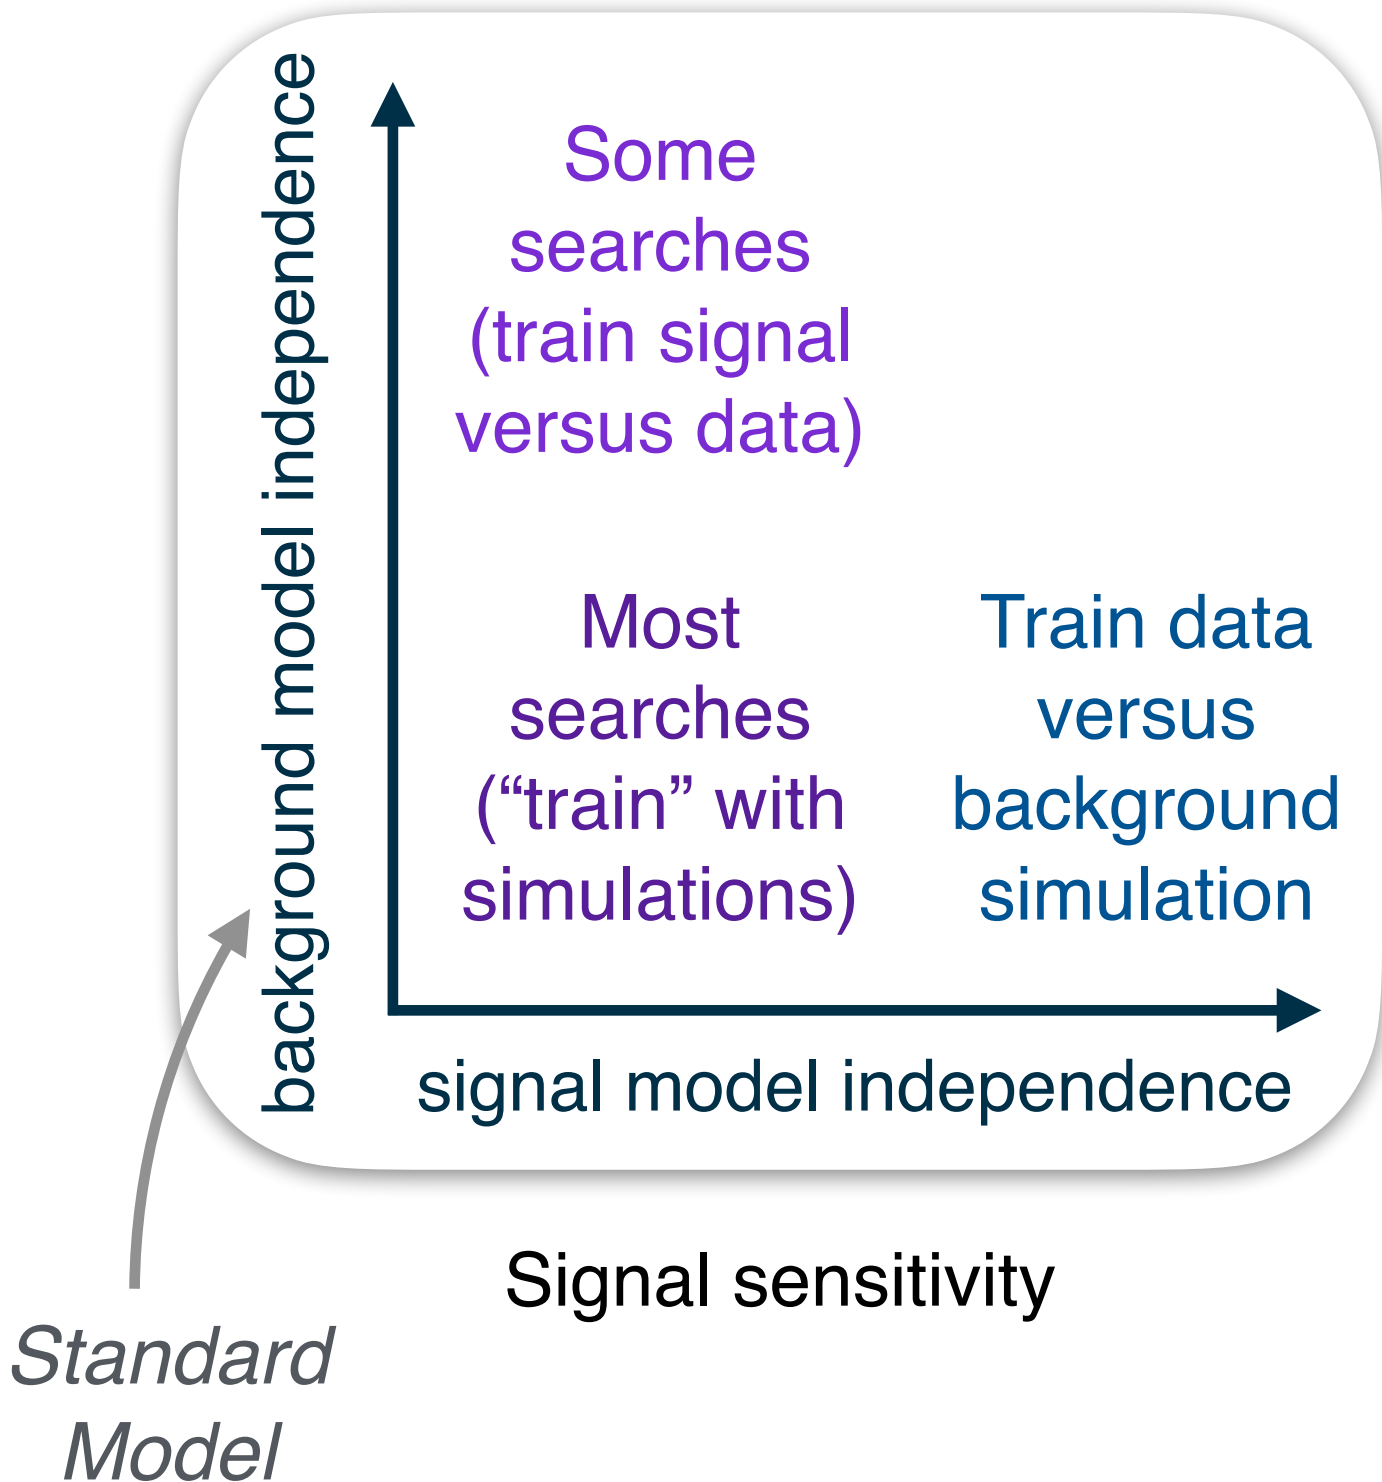 background model independence
Some
searches
(train signal
versus data)
Most
searches
(“train” with
simulations)
Train data
versus
background
simulation
signal model independence
Signal sensitivity
Standard
Model